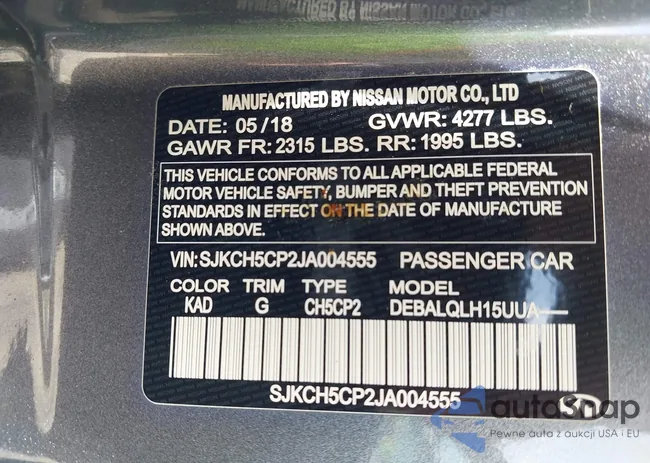 MANUFACTURED BY NISSAN MOTOR CO., LTD
DATE: 05/18 GVWR: 4277 LBS.
GAWR FR: 2315 LBS. RR: 1995 LBS.
THIS VEHICLE CONFORMS TO ALL APPLICABLE FEDERAL
MOTOR VEHICLE SAFETY, BUMPER AND THEFT PREVENTION
STANDARDS IN EFFECT ON THE DATE OF MANUFACTURE
SHOWN ABOVE.
VIN: SJKCH5CP2JA004555 PASSENGER CAR
COLOR TRIM TYPE MODEL
KAD G CH5CP2 DEBALQLH15UUA—
SJKCH5CP2JA004555
autoSnap
Pewne auta z aukcji USA i EU